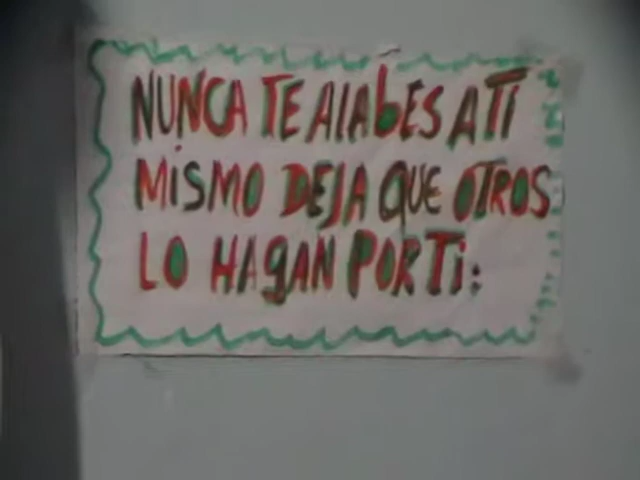 NUNCA TE ALAbES A TI
MiSMO DEJA QUE OTROS
LO HAgAN POR Ti: